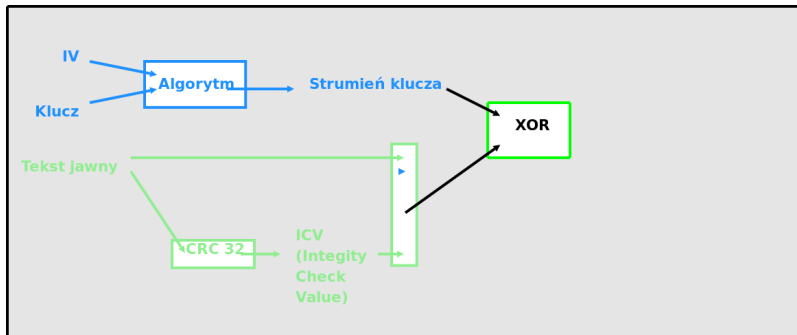 IV
Algorytm
Strumień klucza
Klucz
XOR
Tekst jawny
CRC 32
ICV
(Integity
Check
Value)